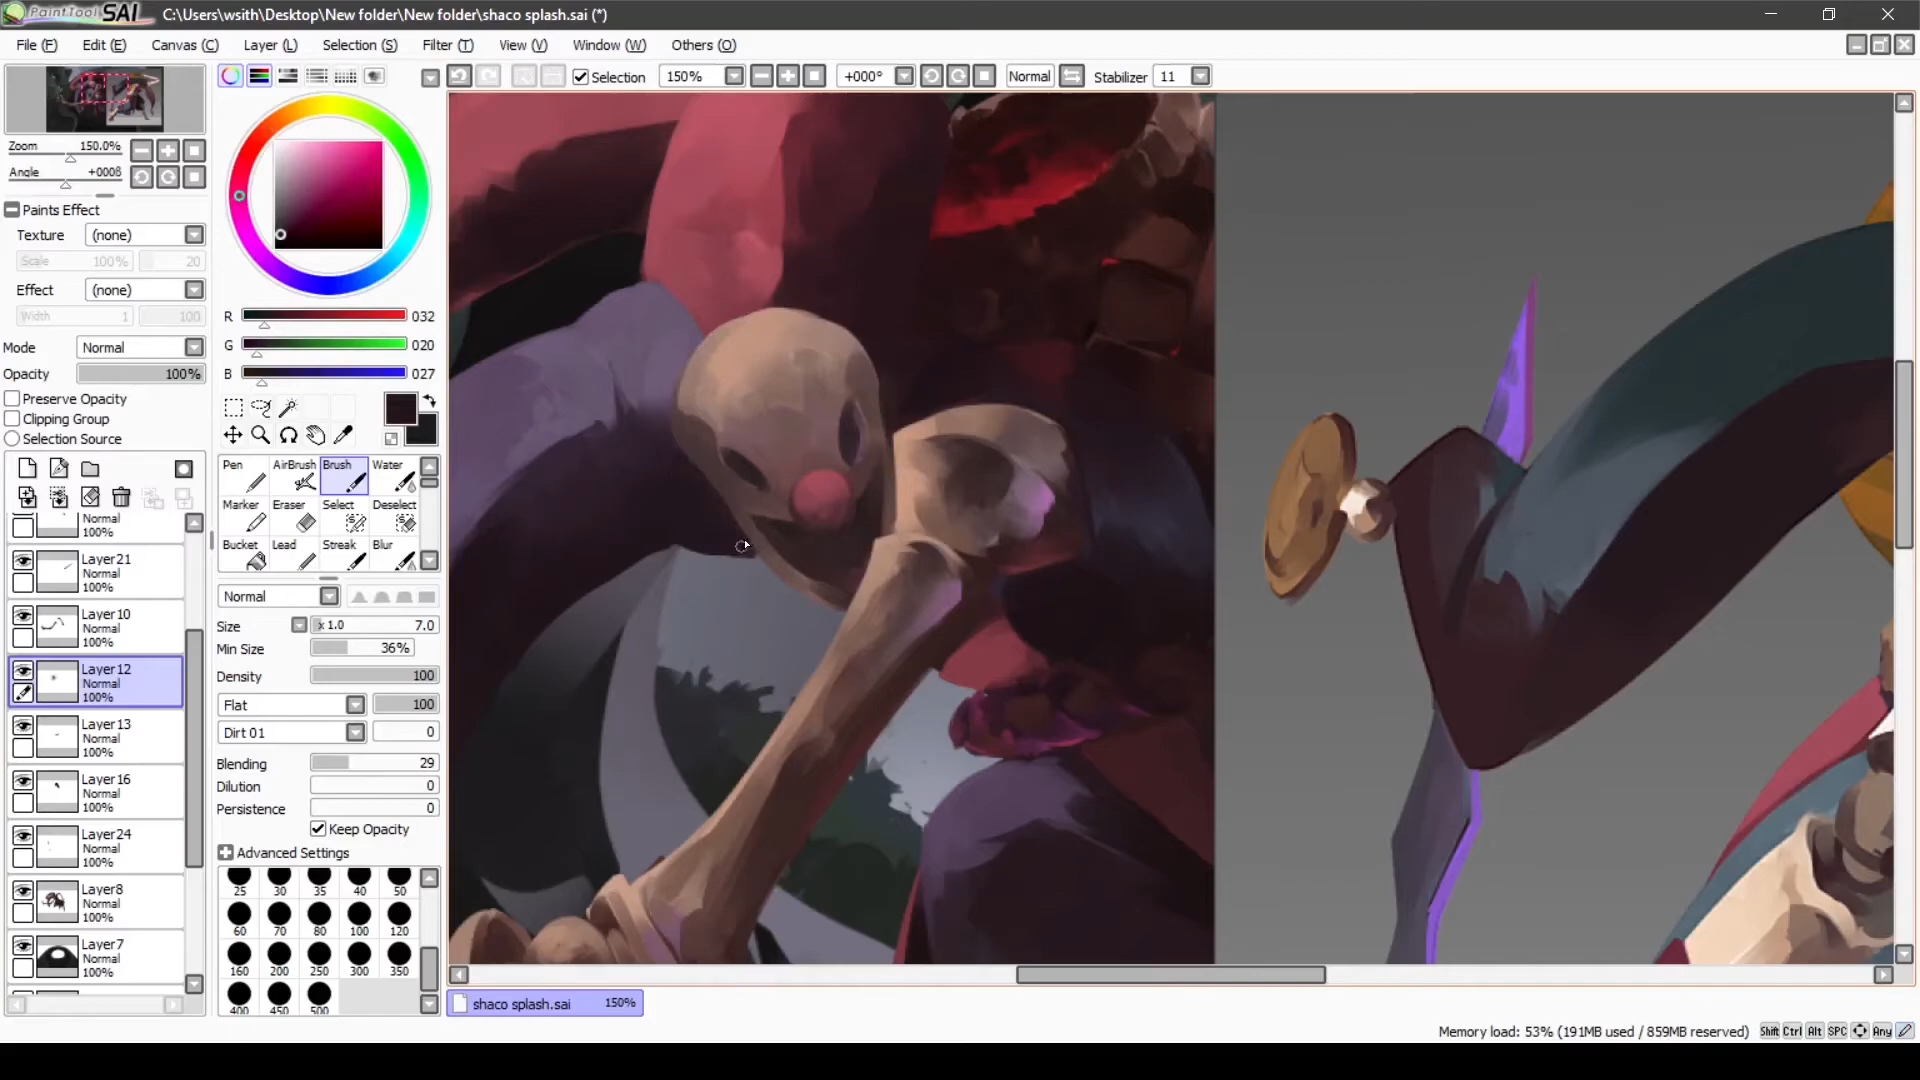 PaintTool SAI C:\Users\wsith\Desktop\New folder\New folder\shaco splash.sai (*)
File (F) Edit (E) Canvas (C) Layer (L) Selection (S) Filter (T) View (V) Window (W) Others (O)
Selection 150% +000° Normal Stabilizer 11
Zoom 150.0%
Angle +000ß
Paints Effect
Texture (none)
Scale 100% 20
Effect (none)
Width 1 100
Mode Normal
Opacity 100%
Preserve Opacity
Clipping Group
Selection Source
R 032
G 020
B 027
Pen AirBrush Brush Water
Marker Eraser Select Deselect
Bucket Lead Streak Blur
Normal
Size x 1.0 7.0
Min Size 36%
Density 100
Flat 100
Dirt 01 0
Blending 29
Dilution 0
Persistence 0
Keep Opacity
Advanced Settings
25 30 35 40 50
60 70 80 100 120
160 200 250 300 350
400 450 500
Normal
100%
Layer21
Normal
100%
Layer10
Normal
100%
Layer12
Normal
100%
Layer13
Normal
100%
Layer16
Normal
100%
Layer24
Normal
100%
Layer8
Normal
100%
Layer7
Normal
100%
shaco splash.sai 150%
Memory load: 53% (191MB used / 859MB reserved) Shift Ctrl Alt SPC Any